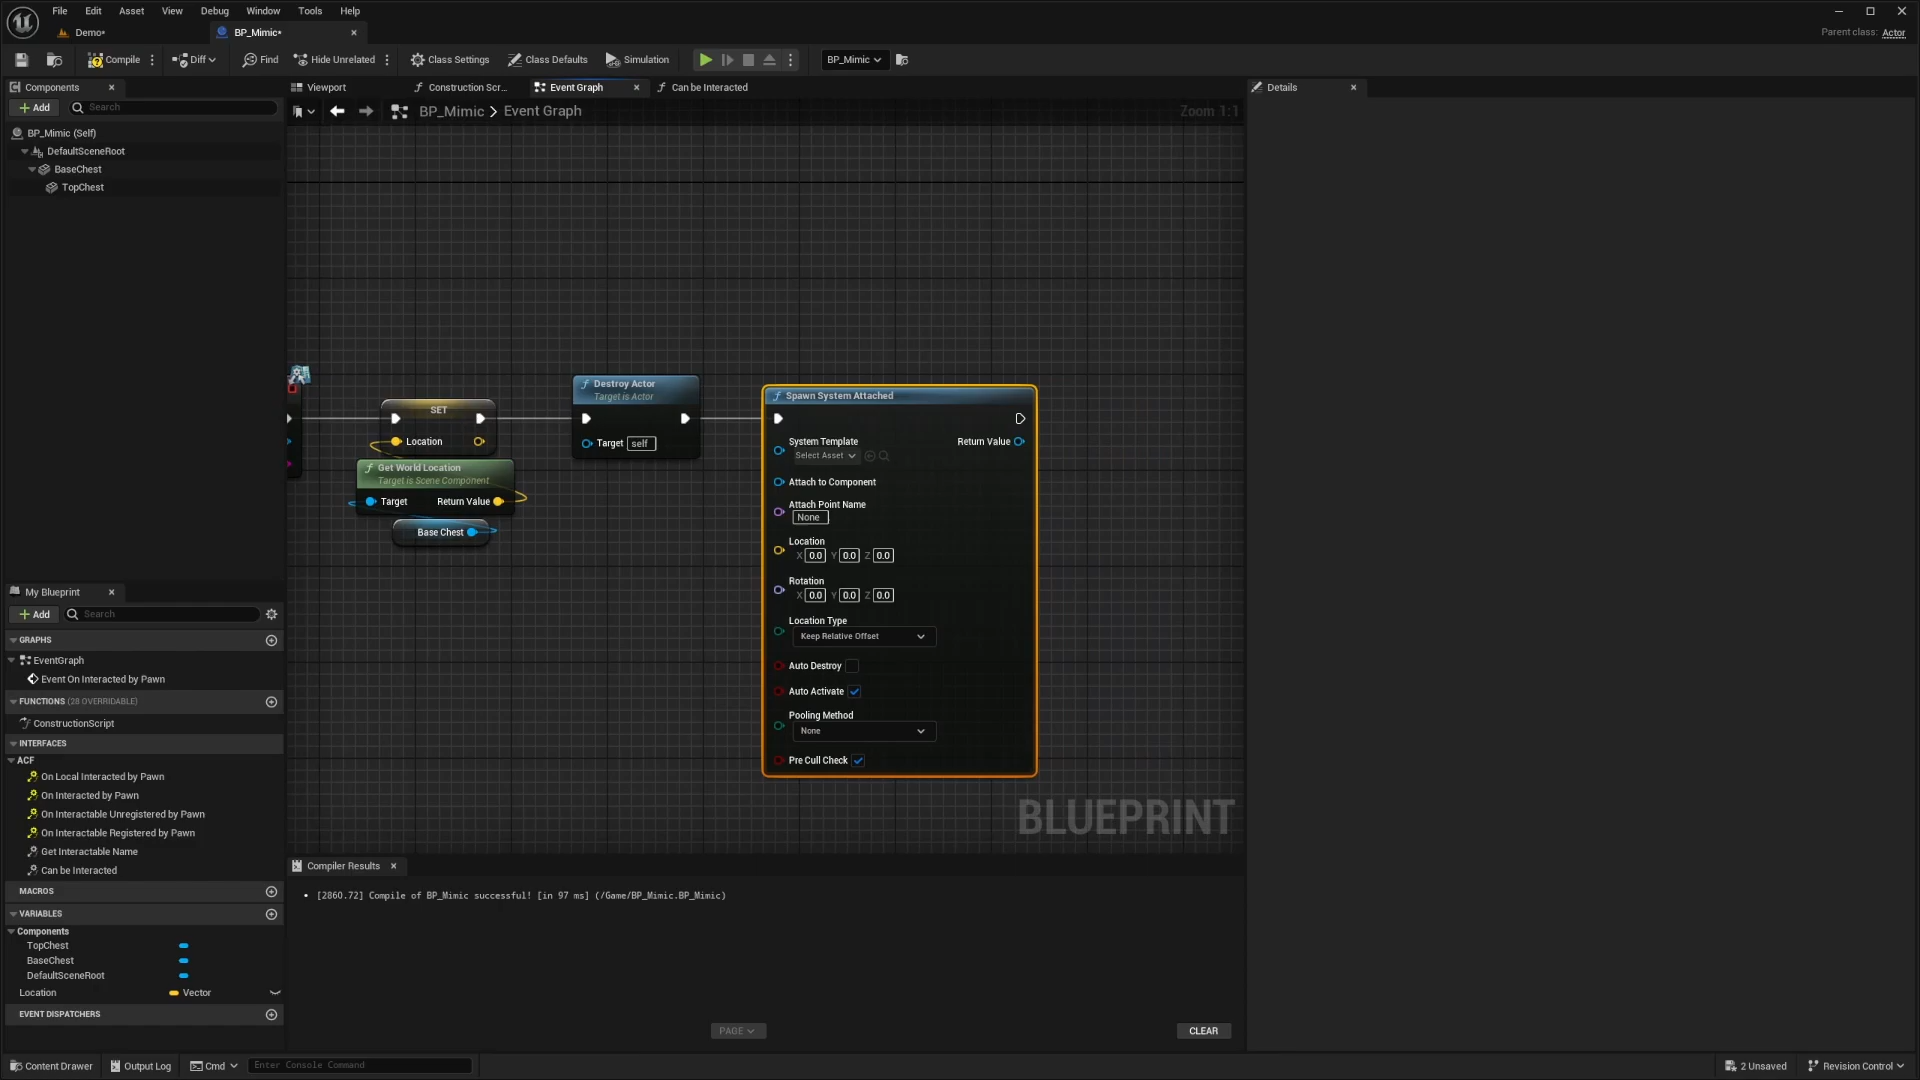 File Edit Asset View Debug Window Tools Help
Demo*
BP_Mimic*
Parent class: Actor
Compile
Diff
Find
Hide Unrelated
Class Settings
Class Defaults
Simulation
BP_Mimic
Components
Add
Search
BP_Mimic (Self)
DefaultSceneRoot
BaseChest
TopChest
Viewport
Construction Scr...
Event Graph
Can be Interacted
BP_Mimic > Event Graph
Zoom 1:1
Details
SET
Location
Get World Location
Target is Scene Component
Target
Return Value
Base Chest
Destroy Actor
Target is Actor
Target self
Spawn System Attached
System Template
Select Asset
Return Value
Attach to Component
Attach Point Name
None
Location
X 0.0 Y 0.0 Z 0.0
Rotation
X 0.0 Y 0.0 Z 0.0
Location Type
Keep Relative Offset
Auto Destroy
Auto Activate
Pooling Method
None
Pre Cull Check
BLUEPRINT
My Blueprint
Add
Search
GRAPHS
EventGraph
Event On Interacted by Pawn
FUNCTIONS (28 OVERRIDABLE)
ConstructionScript
INTERFACES
ACF
On Local Interacted by Pawn
On Interacted by Pawn
On Interactable Unregistered by Pawn
On Interactable Registered by Pawn
Get Interactable Name
Can be Interacted
MACROS
VARIABLES
Components
TopChest
BaseChest
DefaultSceneRoot
Location
Vector
EVENT DISPATCHERS
Compiler Results
[2860.72] Compile of BP_Mimic successful! [in 97 ms] (/Game/BP_Mimic.BP_Mimic)
PAGE
CLEAR
Content Drawer
Output Log
Cmd
Enter Console Command
2 Unsaved
Revision Control